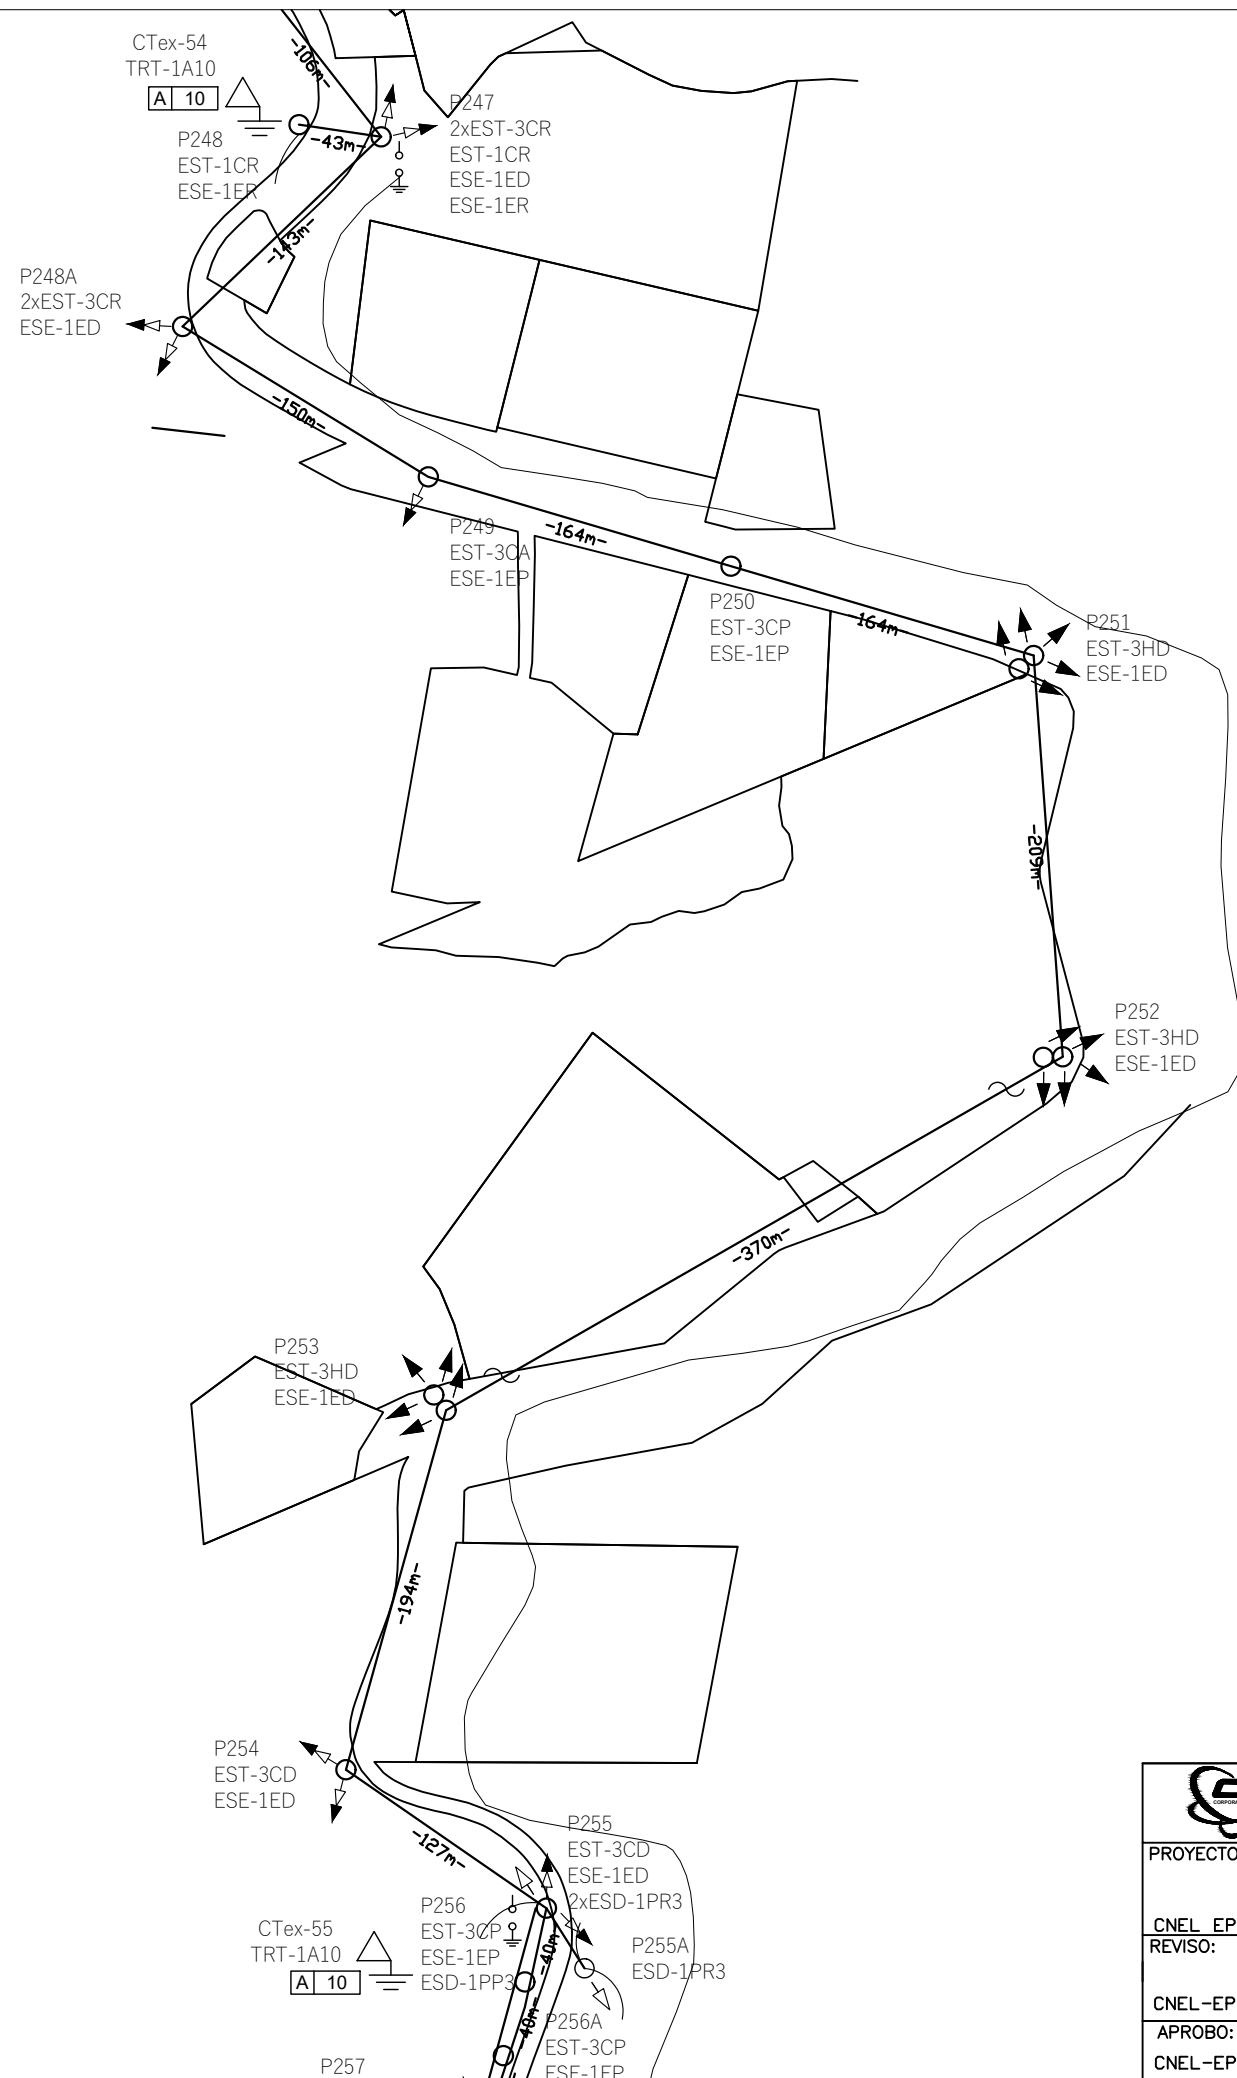 CTex-54
TRT-1A10
A 10
-106m-
P248
EST-1CR
ESE-1ER
-43m-
P247
2xEST-3CR
EST-1CR
ESE-1ED
ESE-1ER
-143m-
P248A
2xEST-3CR
ESE-1ED
-150m-
P249
EST-3CA
ESE-1EP
-164m-
P250
EST-3CP
ESE-1EP
-164m-
P251
EST-3HD
ESE-1ED
-209m-
P252
EST-3HD
ESE-1ED
-370m-
P253
EST-3HD
ESE-1ED
-194m-
P254
EST-3CD
ESE-1ED
-127m-
P255
EST-3CD
ESE-1ED
2xESD-1PR3
P256
EST-3CP
ESE-1EP
ESD-1PP3
CTex-55
TRT-1A10
A 10
-40m-
P255A
ESD-1PR3
-40m-
P256A
EST-3CP
ESE-1EP
P257
PROYECTO
CNEL EP
REVISO:
CNEL-EP
APROBO:
CNEL-EP